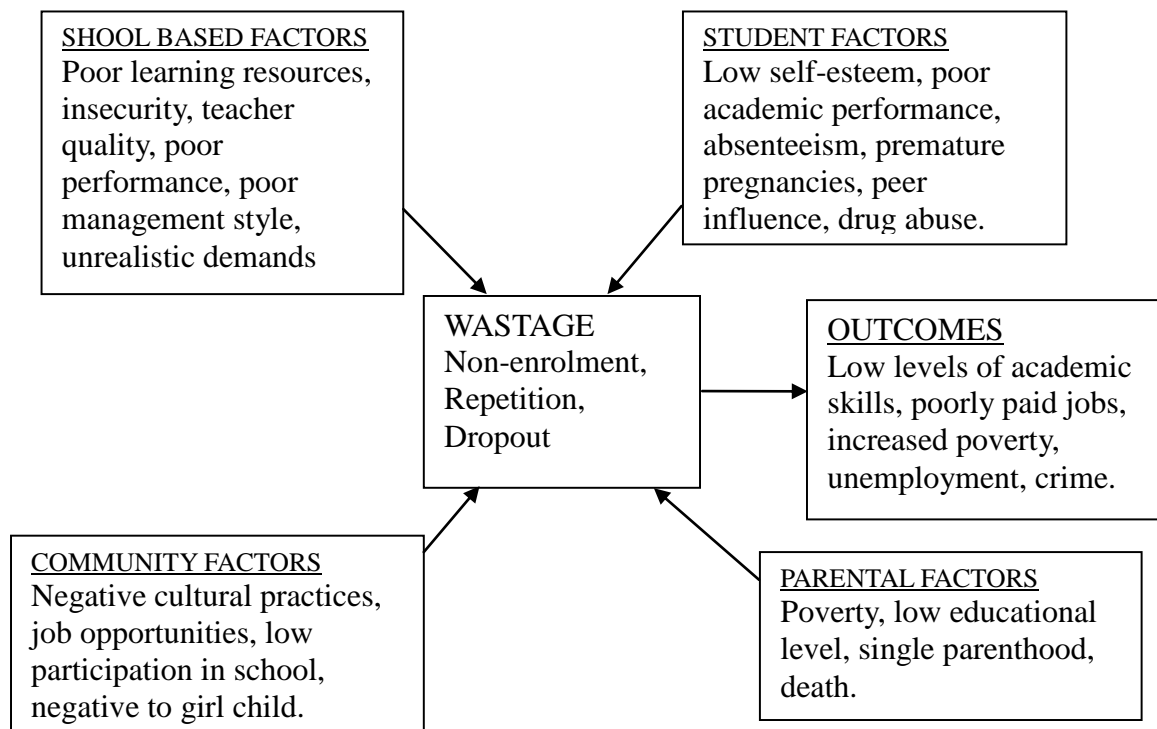 SHOOL BASED FACTORS
Poor learning resources,
insecurity, teacher
quality, poor
performance, poor
management style,
unrealistic demands
STUDENT FACTORS
Low self-esteem, poor
academic performance,
absenteeism, premature
pregnancies, peer
influence, drug abuse.
WASTAGE
Non-enrolment,
Repetition,
Dropout
OUTCOMES
Low levels of academic
skills, poorly paid jobs,
increased poverty,
unemployment, crime.
COMMUNITY FACTORS
Negative cultural practices,
job opportunities, low
participation in school,
negative to girl child.
PARENTAL FACTORS
Poverty, low educational
level, single parenthood,
death.